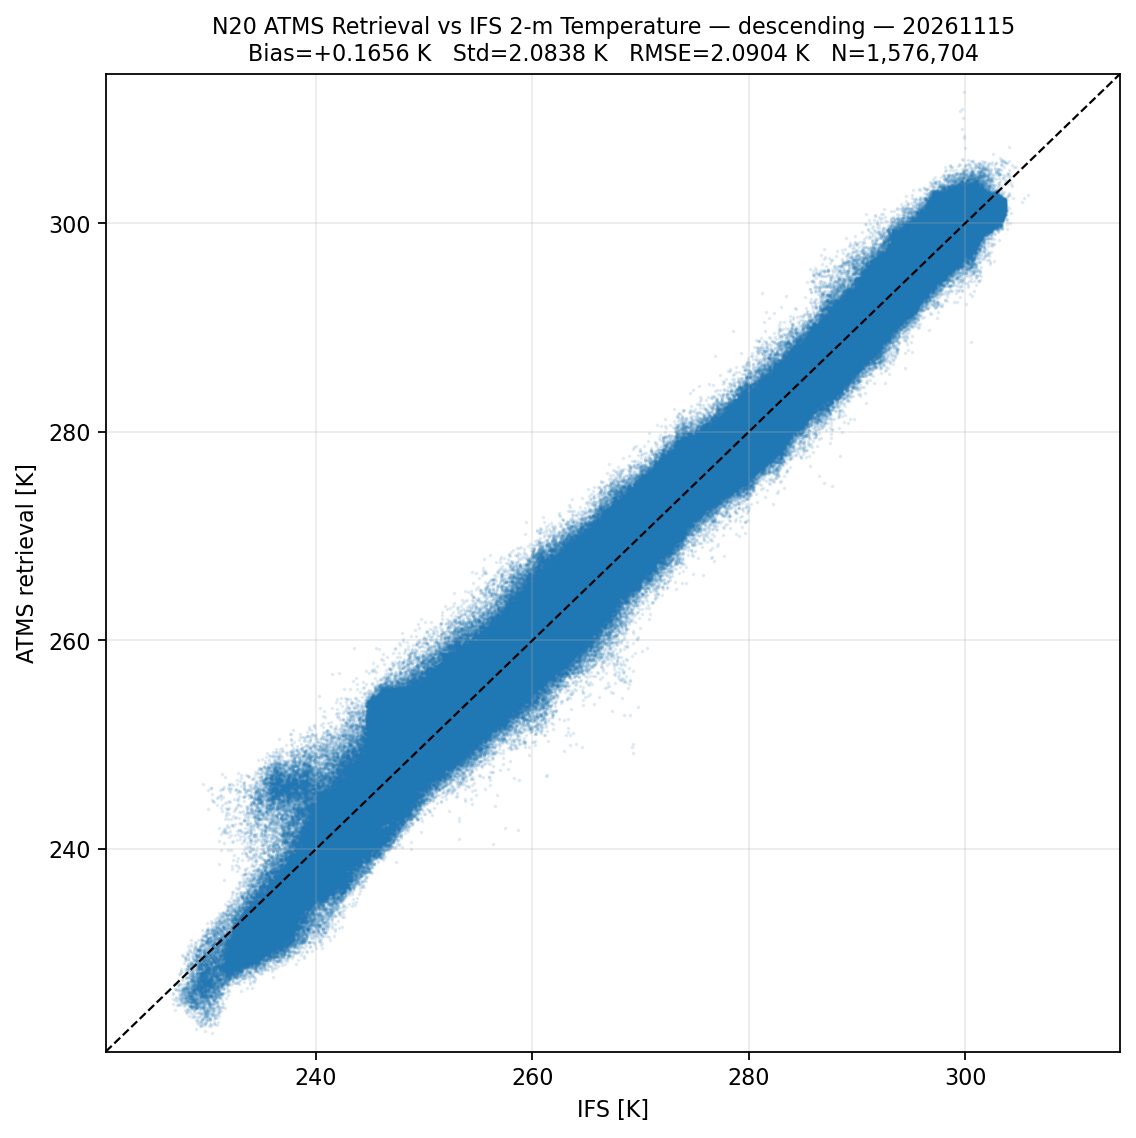 N20 ATMS Retrieval vs IFS 2-m Temperature — descending — 20261115
Bias=+0.1656 K   Std=2.0838 K   RMSE=2.0904 K   N=1,576,704
300
280
260
240
ATMS retrieval [K]
240
260
280
300
IFS [K]